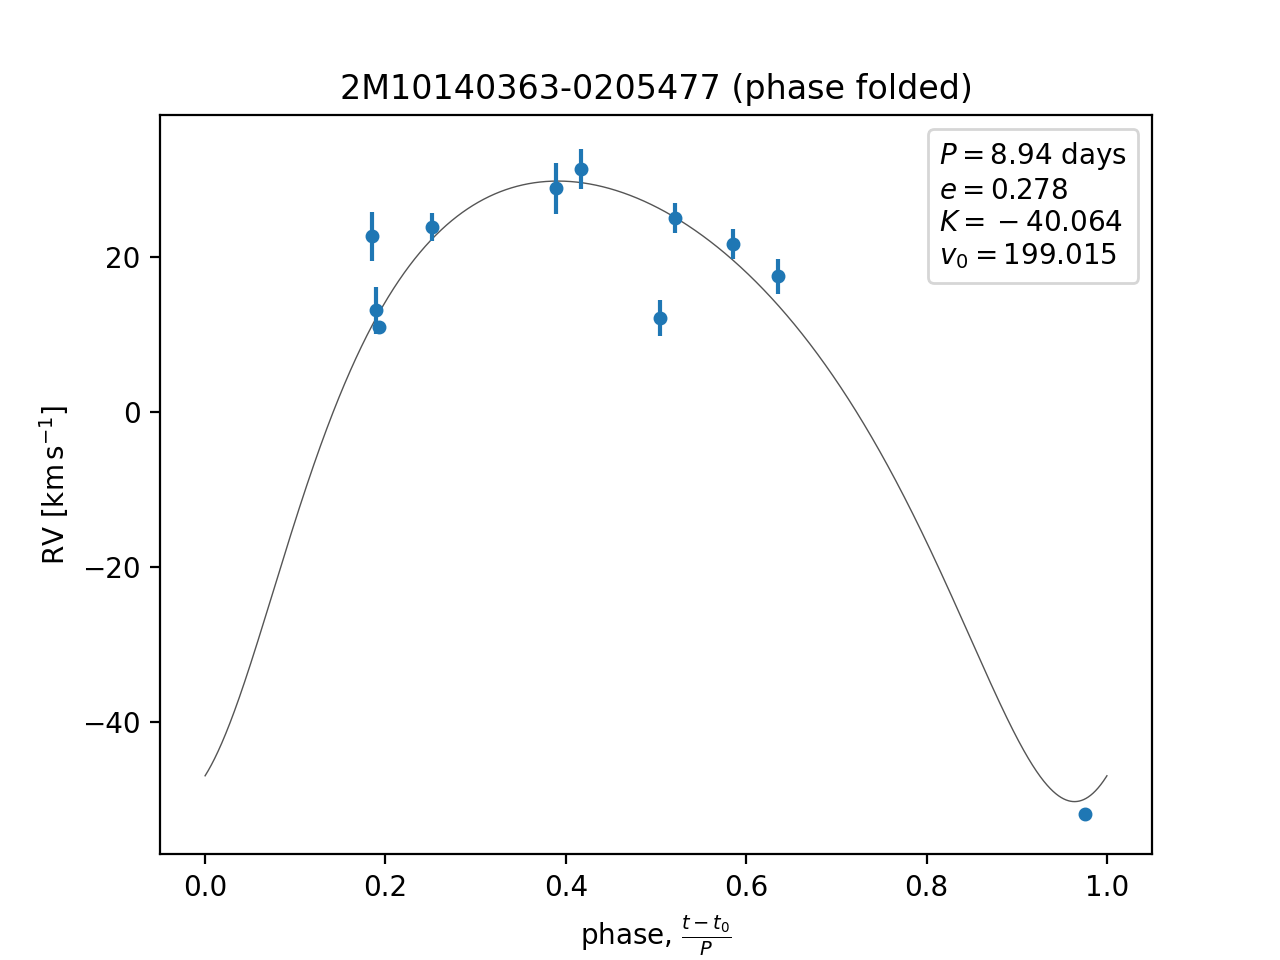 2M10140363-0205477 (phase folded)
P = 8.94 days
e = 0.278
K = −40.064
v₀ = 199.015
RV [km s⁻¹]
20
0
−20
−40
0.0 0.2 0.4 0.6 0.8 1.0
phase, (t − t₀)/P